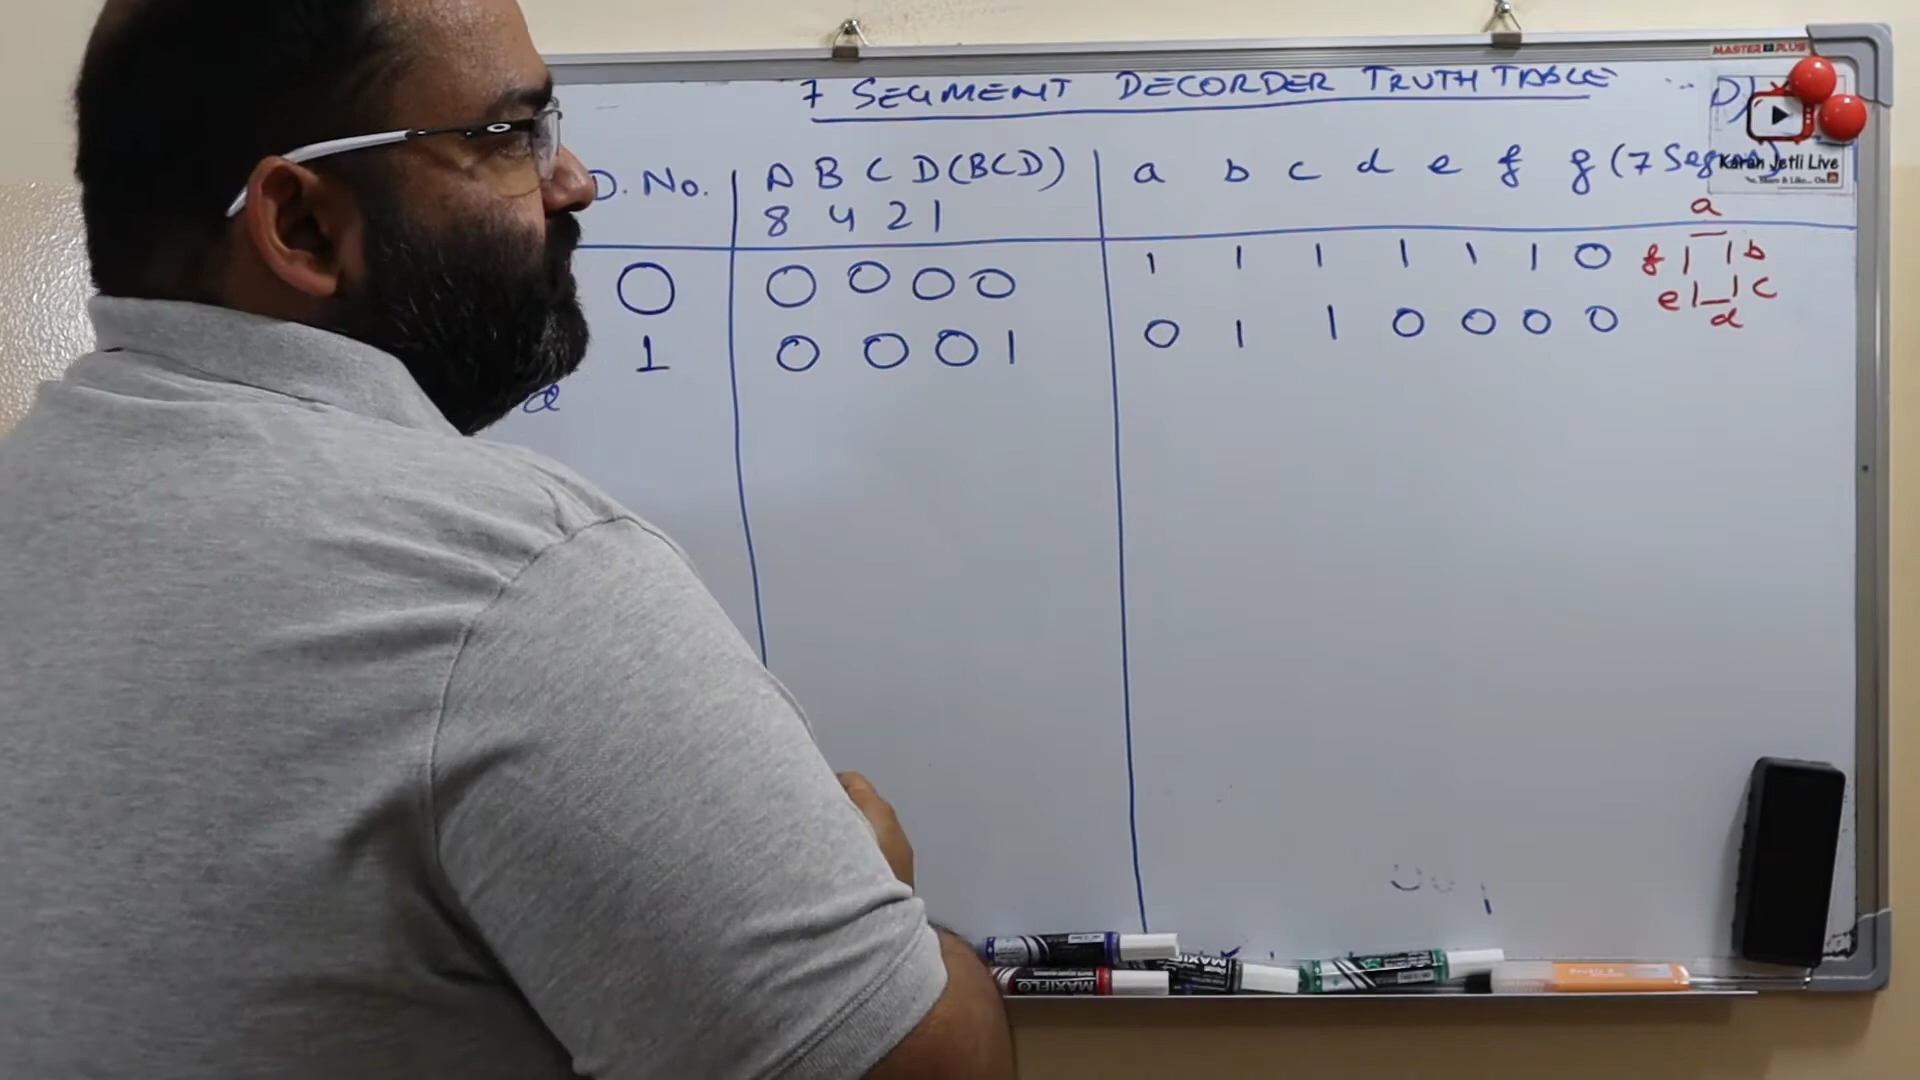 7 SEGMENT DECORDER TRUTH TABLE
D. No. A B C D (BCD) a b c d e f g (7 Seg
8 4 2 1
0 0 0 0 0 1 1 1 1 1 1 0
1 0 0 0 1 0 1 1 0 0 0 0
a
f b
e c
d
a
MASTER PLUS
Karan Jetli Live
MAXIFLO